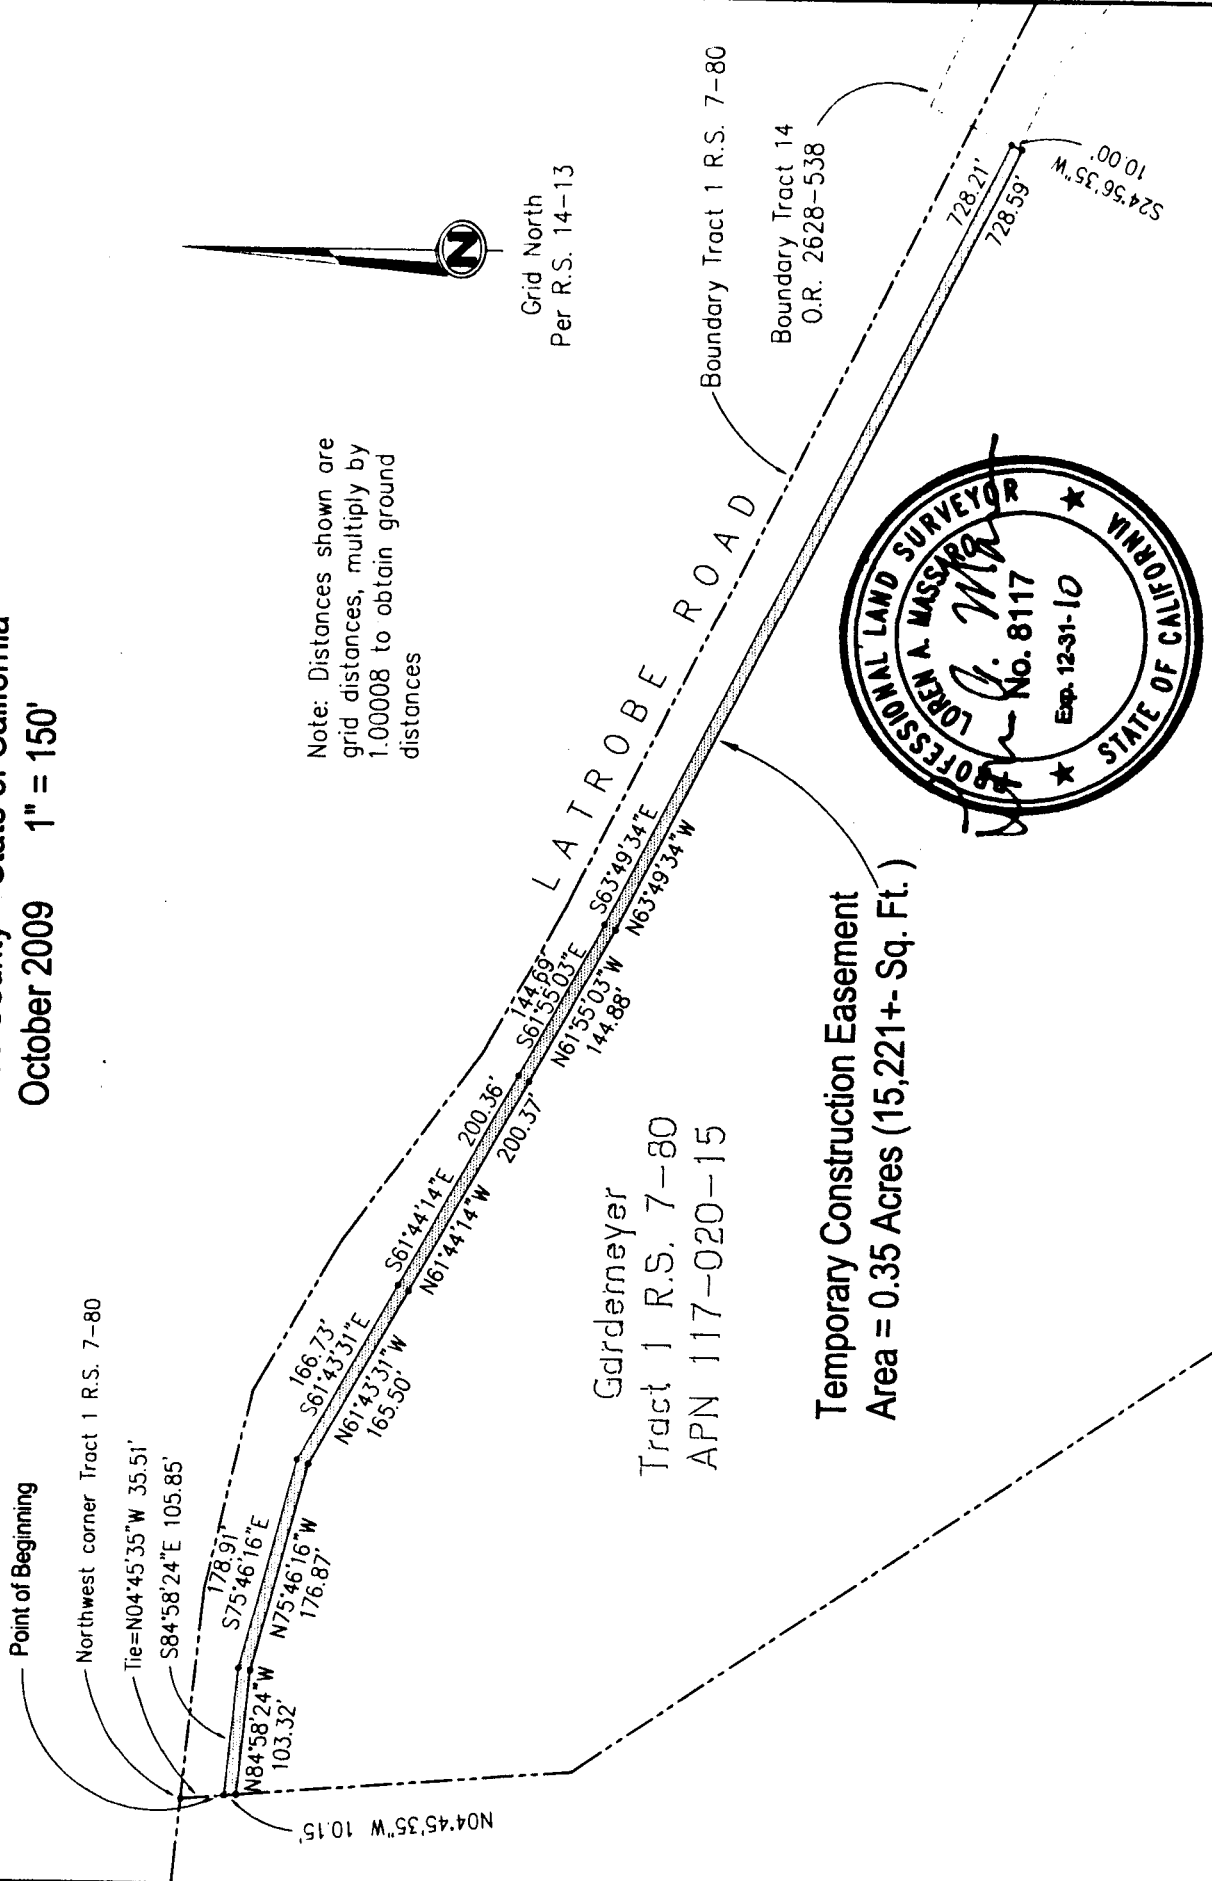 County State of California
October 2009 1" = 150'
Point of Beginning
Northwest corner Tract 1 R.S. 7-80
Tie=N04°45'35"W 35.51'
S84°58'24"E 105.85'
N04°45'35"W 10.15'
N84°58'24"W
103.32'
178.91'
S75°46'16"E
N75°46'16"W
176.87'
166.73'
S61°43'31"E
N61°43'31"W
165.50'
S61°44'14"E 200.36'
N61°44'14"W 200.37'
144.69'
S61°55'03"E
N61°55'03"W
144.88'
S63°49'34"E 728.21'
N63°49'34"W 728.59'
S24°56'35"W
10.00'
LATROBE ROAD
Note: Distances shown are
grid distances, multiply by
1.00008 to obtain ground
distances
Grid North
Per R.S. 14-13
N
Boundary Tract 1 R.S. 7-80
Boundary Tract 14
O.R. 2628-538
Gardemeyer
Tract 1 R.S. 7-80
APN 117-020-15
Temporary Construction Easement
Area = 0.35 Acres (15,221+- Sq. Ft.)
PROFESSIONAL LAND SURVEYOR
LOREN A. MASSARO
No. 8117
Exp. 12-31-10
STATE OF CALIFORNIA